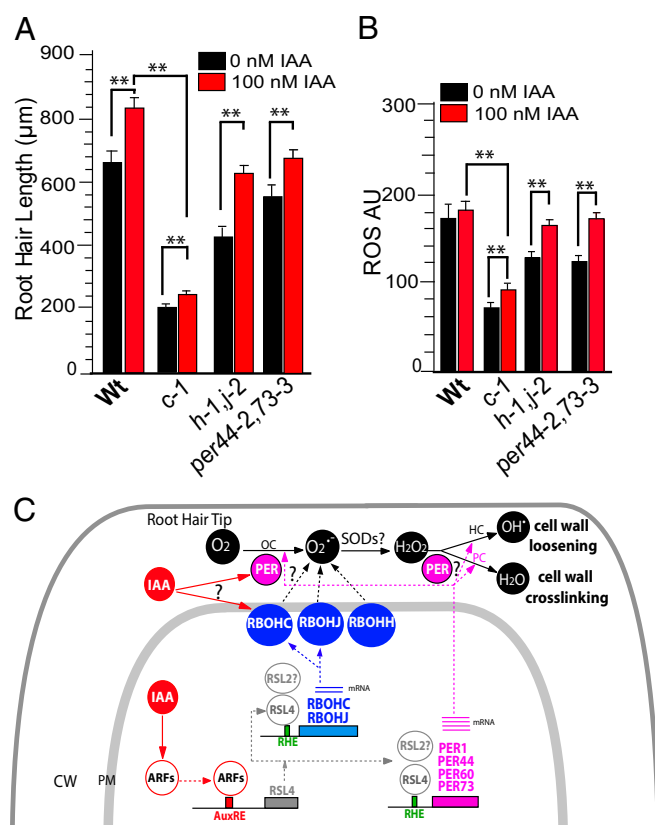 A
Root Hair Length (µm)
900
800
600
400
200
0
0 nM IAA
100 nM IAA
**
**
**
**
**
Wt
c-1
h-1,j-2
per44-2,73-3
B
ROS AU
300
200
100
0
0 nM IAA
100 nM IAA
**
**
**
**
Wt
c-1
h-1,j-2
per44-2,73-3
C
Root Hair Tip
O2
OC
O2•-
SODs?
H2O2
HC
OH•
cell wall
loosening
PC
PER
?
PER
?
H2O
cell wall
crosslinking
IAA
?
RBOHC
RBOHJ
RBOHH
RSL2?
mRNA
RSL4
RBOHC
RBOHJ
RHE
mRNA
IAA
RSL2?
PER1
PER44
PER60
PER73
CW
PM
ARFs
ARFs
RSL4
RSL4
AuxRE
RHE